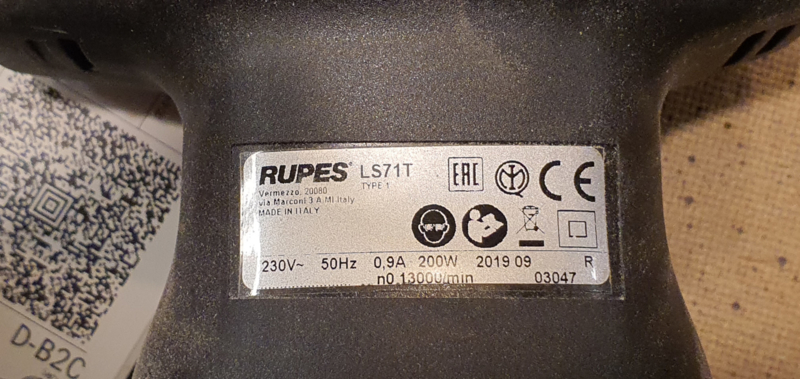 RUPES® LS71T
TYPE 1
Vermezzo, 20080
via Marconi 3 A MI Italy
MADE IN ITALY
EAC
CE
230V~ 50Hz 0,9A 200W 2019 09 R
n0 13000/min 03047
D-B2C